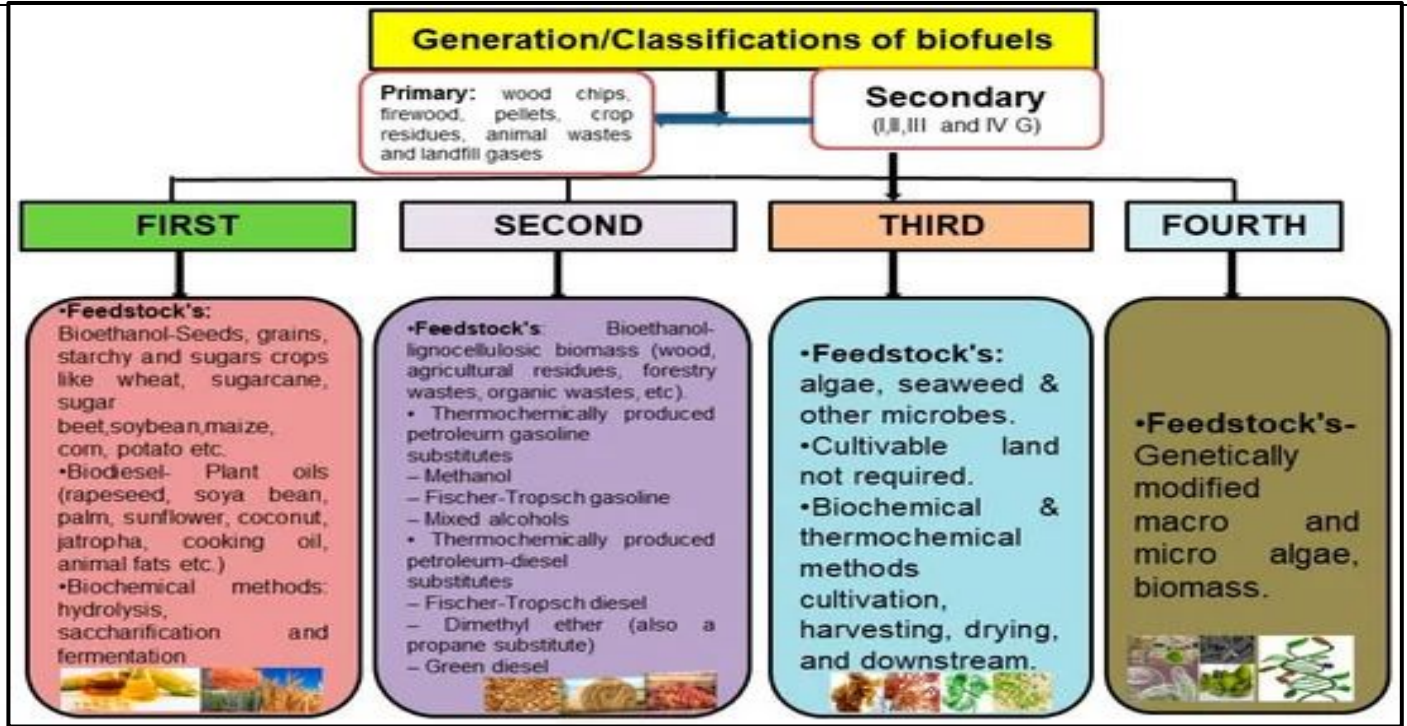 Generation/Classifications of biofuels
Primary: wood chips,
firewood, pellets, crop
residues, animal wastes
and landfill gases
Secondary
(I,II,III and IV G)
FIRST
SECOND
THIRD
FOURTH
•Feedstock's:
Bioethanol-Seeds, grains,
starchy and sugars crops
like wheat, sugarcane,
sugar
beet,soybean,maize,
corn, potato etc.
•Biodiesel- Plant oils
(rapeseed, soya bean,
palm, sunflower, coconut,
jatropha, cooking oil,
animal fats etc.)
•Biochemical methods:
hydrolysis,
saccharification and
fermentation
•Feedstock's: Bioethanol-
lignocellulosic biomass (wood,
agricultural residues, forestry
wastes, organic wastes, etc).
• Thermochemically produced
petroleum gasoline
substitutes
– Methanol
– Fischer-Tropsch gasoline
– Mixed alcohols
• Thermochemically produced
petroleum-diesel
substitutes
– Fischer-Tropsch diesel
– Dimethyl ether (also a
propane substitute)
– Green diesel
•Feedstock's:
algae, seaweed &
other microbes.
•Cultivable land
not required.
•Biochemical &
thermochemical
methods
cultivation,
harvesting, drying,
and downstream.
•Feedstock's-
Genetically
modified
macro and
micro algae,
biomass.